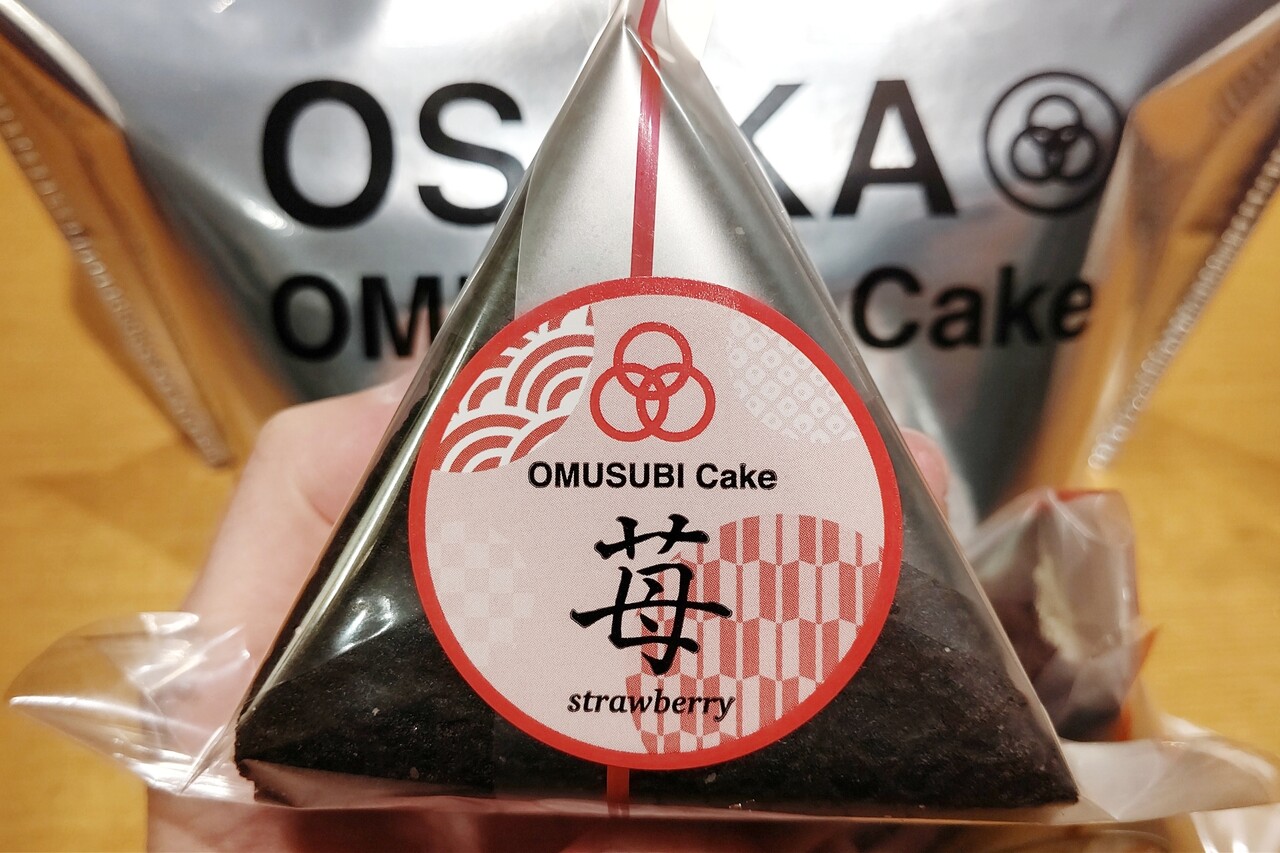 OS KA
OM Cake
OMUSUBI Cake
苺
strawberry